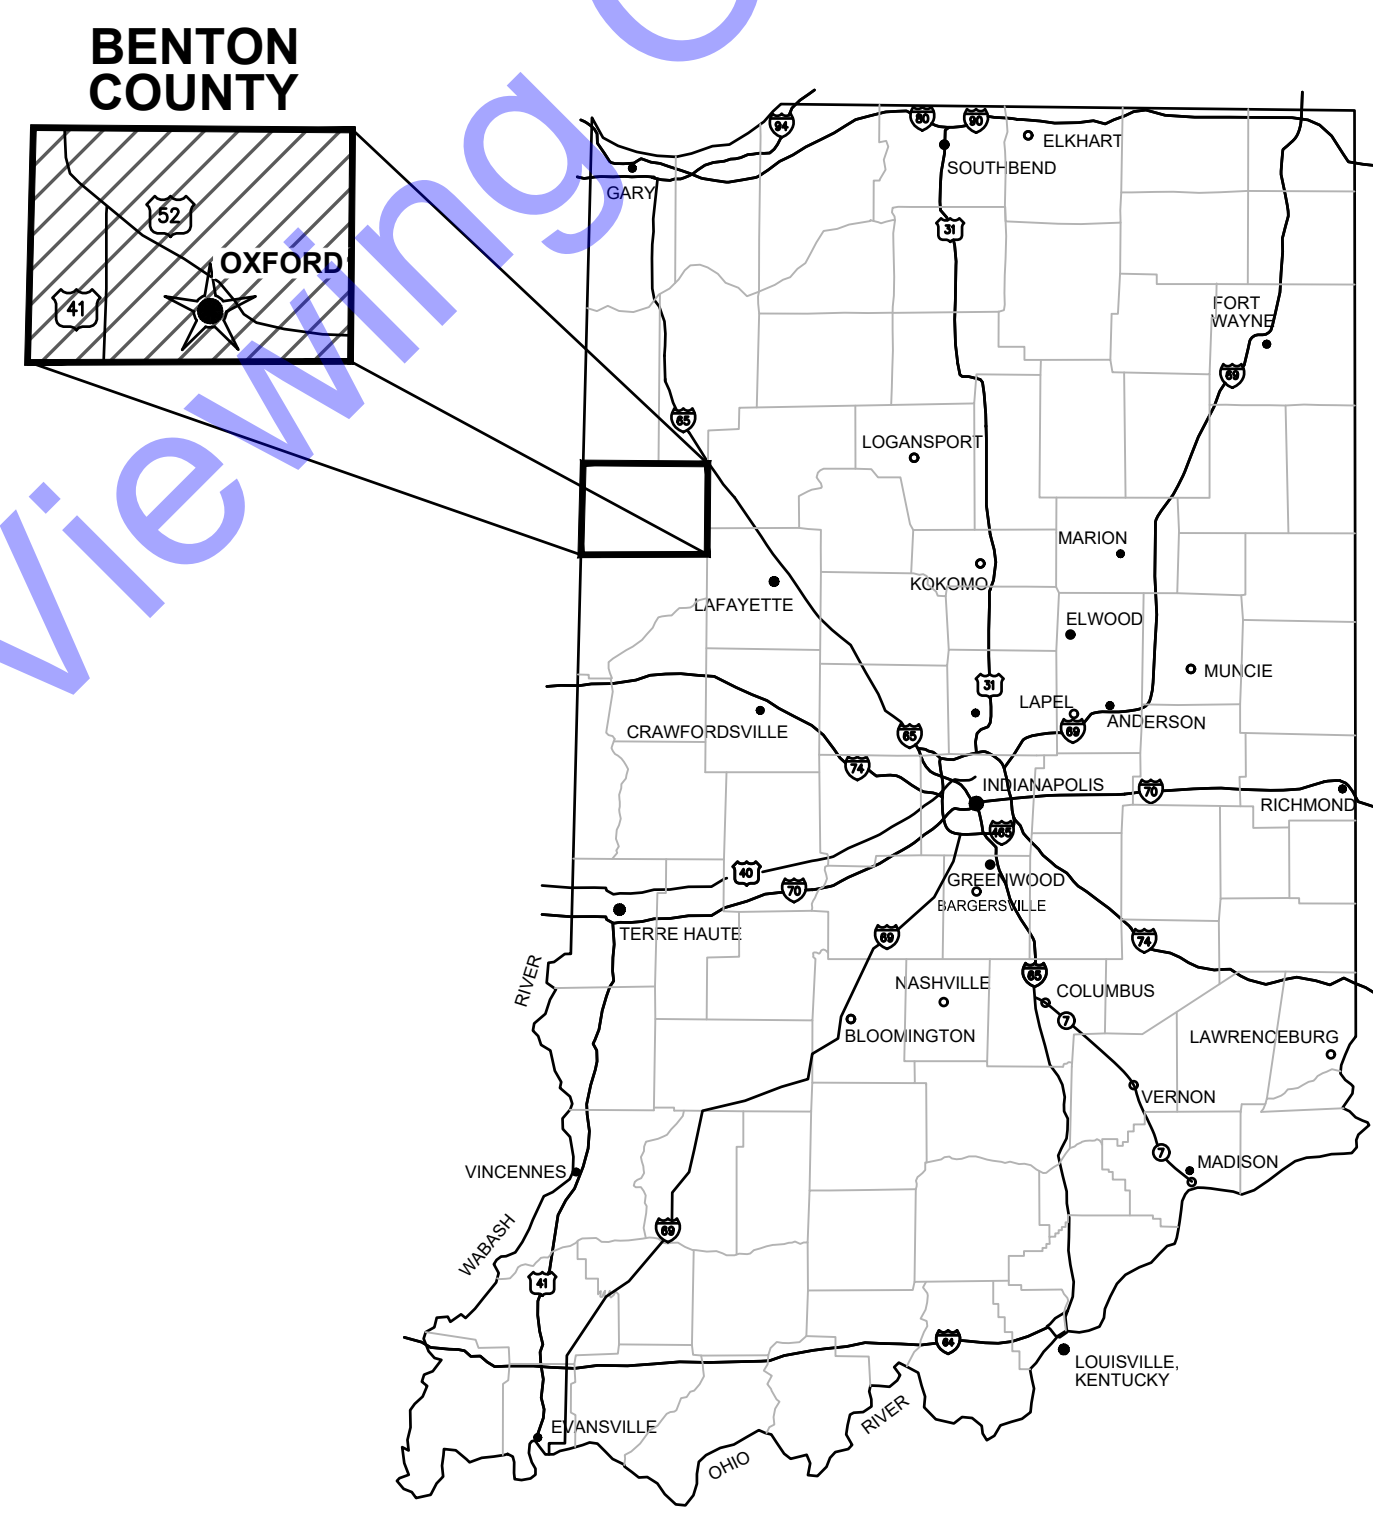 BENTON
COUNTY
52
OXFORD
41
Viewing
94
80
90
ELKHART
SOUTHBEND
GARY
31
FORT
WAYNE
69
65
LOGANSPORT
MARION
KOKOMO
LAFAYETTE
ELWOOD
MUNCIE
31
LAPEL
ANDERSON
69
CRAWFORDSVILLE
65
74
INDIANAPOLIS
70
RICHMOND
465
40
GREENWOOD
70
BARGERSVILLE
TERRE HAUTE
69
74
RIVER
65
NASHVILLE
COLUMBUS
7
BLOOMINGTON
LAWRENCEBURG
VERNON
7
MADISON
VINCENNES
WABASH
69
41
64
LOUISVILLE,
KENTUCKY
EVANSVILLE
RIVER
OHIO